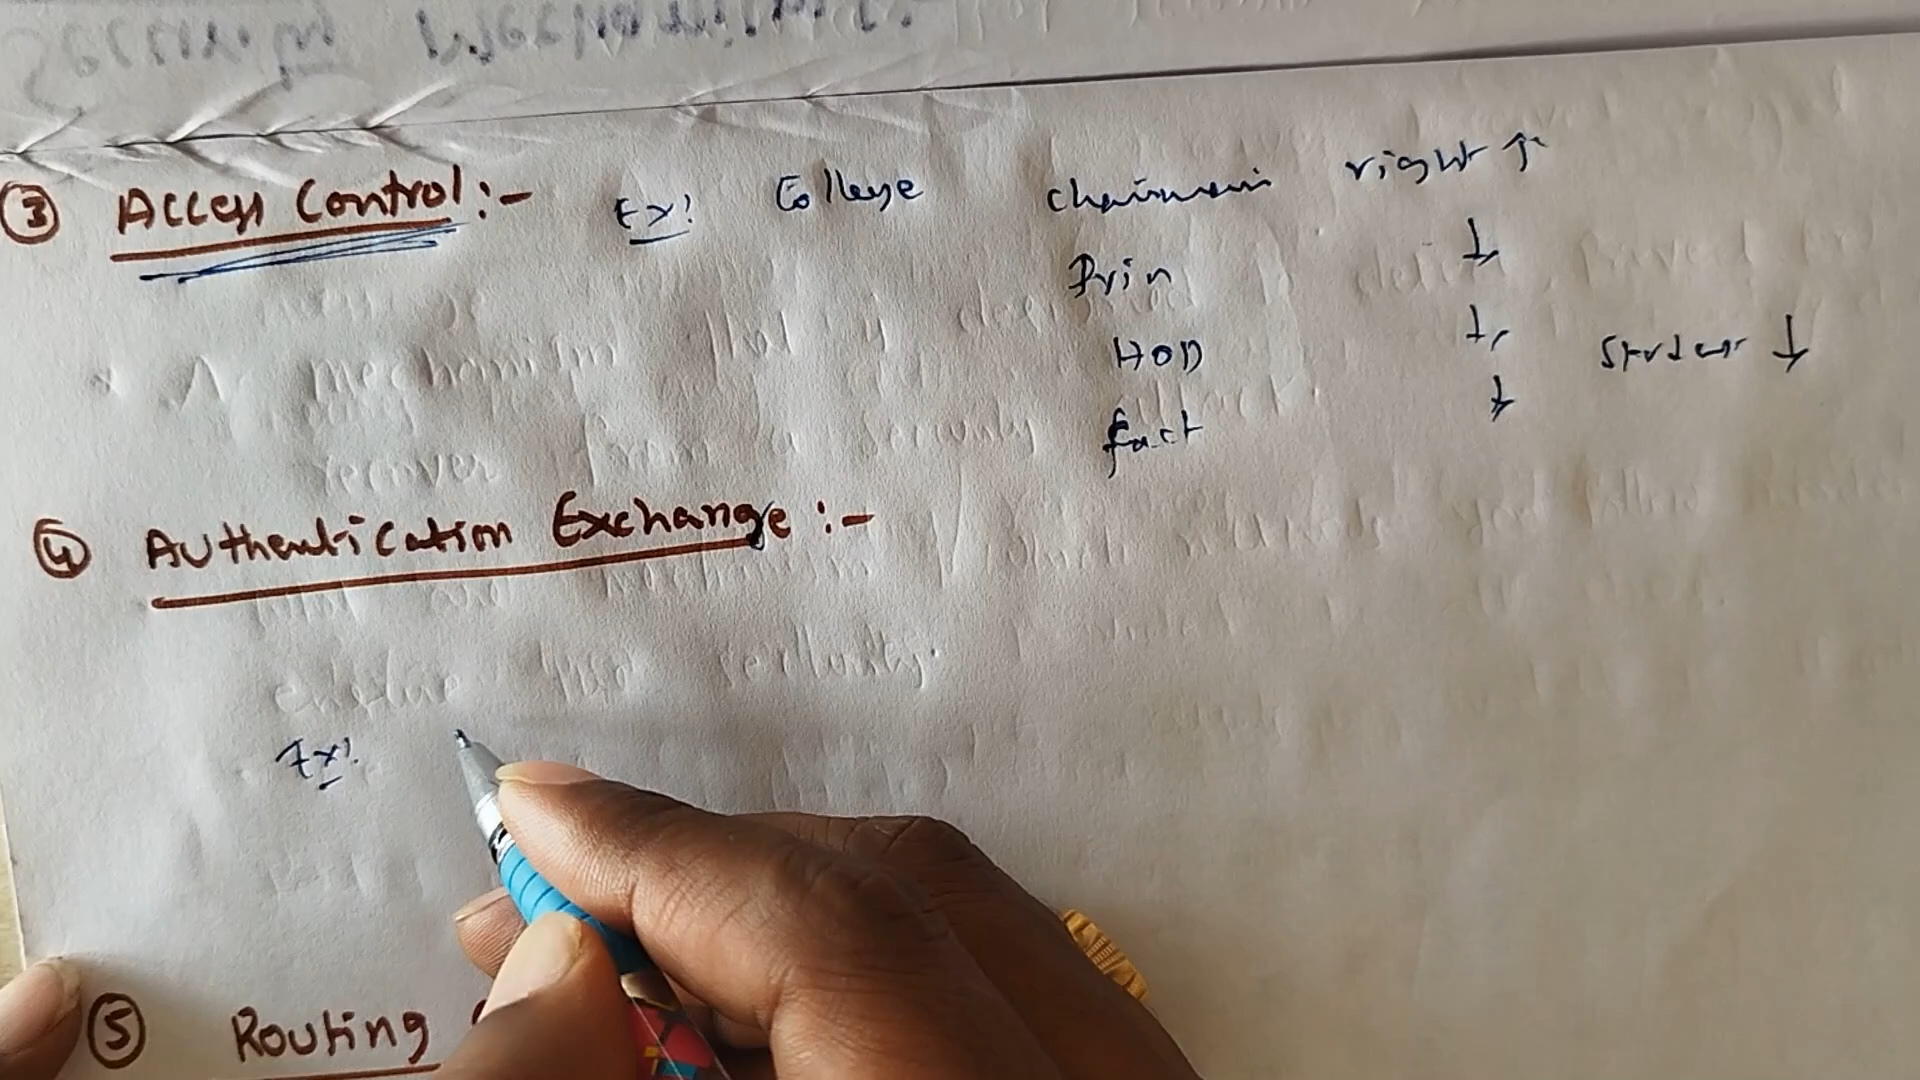 ③ Access Control :- Ex! College Chairman right ↑
Prin ↓
HOD ↓ Student ↓
fact ↓
④ Authentication Exchange :-
Ex!
⑤ Routing